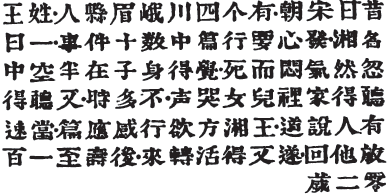 昔日宋朝·有个四川峨眉縣人·姓王
名湘·發心要行篇中数十件事·一日
忽然氣悶而死·覺得身子在半空中
聽得家裡兒女哭声·不多時·又聽得
有人說道·王湘方欲行感應篇·當速
放回他·遂又得活轉來·後壽至一百
零二歲